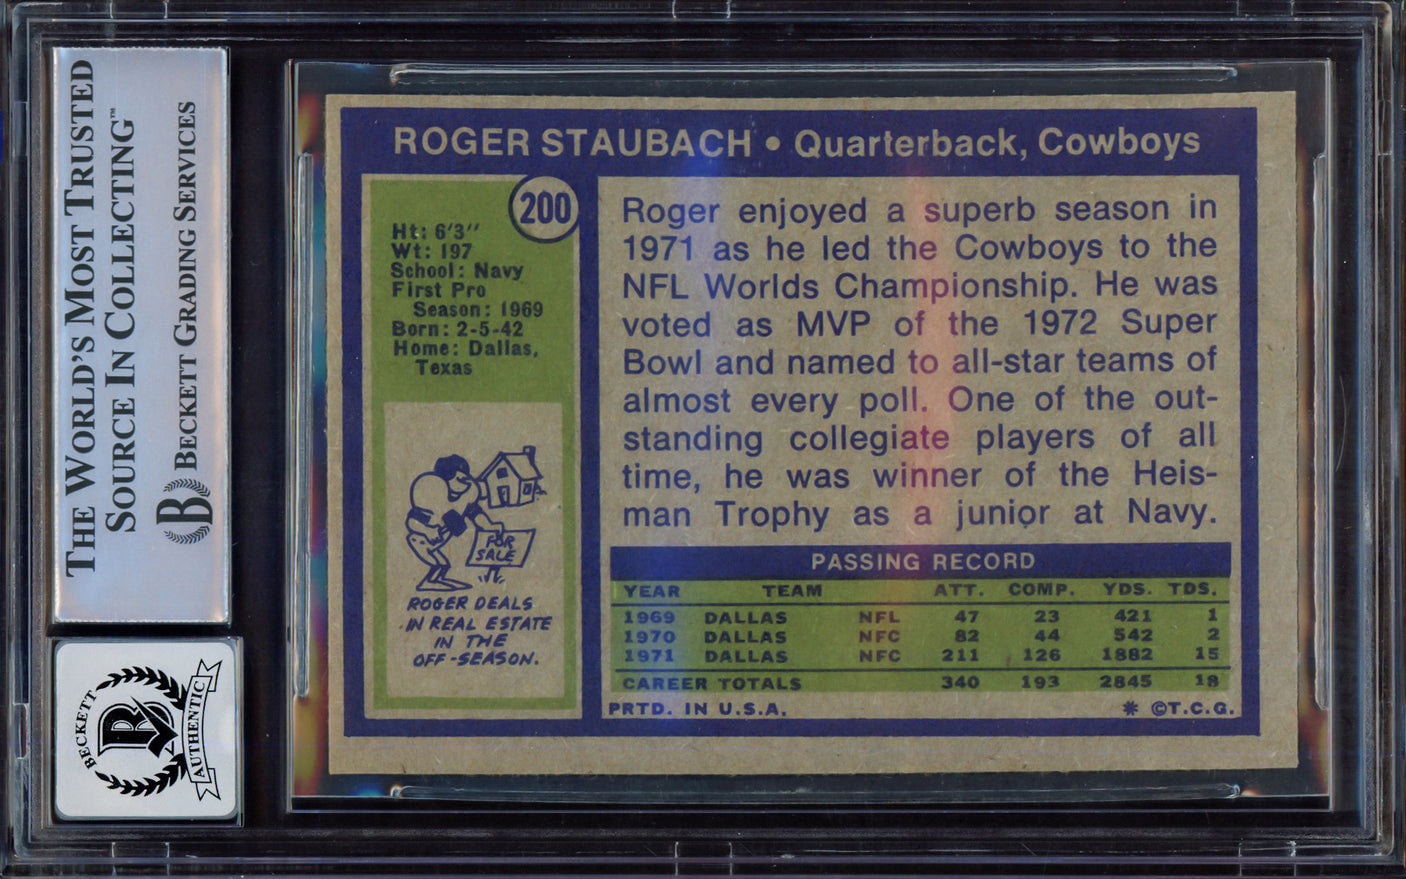 THE WORLD'S MOST TRUSTED
SOURCE IN COLLECTING™
B BECKETT GRADING SERVICES
BECKETT
B
AUTHENTIC
ROGER STAUBACH • Quarterback, Cowboys
200
Ht: 6'3''
Wt: 197
School: Navy
First Pro
Season: 1969
Born: 2-5-42
Home: Dallas,
Texas
FOR
SALE
ROGER DEALS
IN REAL ESTATE
IN THE
OFF-SEASON.
Roger enjoyed a superb season in
1971 as he led the Cowboys to the
NFL Worlds Championship. He was
voted as MVP of the 1972 Super
Bowl and named to all-star teams of
almost every poll. One of the out-
standing collegiate players of all
time, he was winner of the Heis-
man Trophy as a junior at Navy.
PASSING RECORD
YEAR TEAM ATT. COMP. YDS. TDS.
1969 DALLAS NFL 47 23 421 1
1970 DALLAS NFC 82 44 542 2
1971 DALLAS NFC 211 126 1882 15
CAREER TOTALS 340 193 2845 18
PRTD. IN U.S.A. * ©T.C.G.